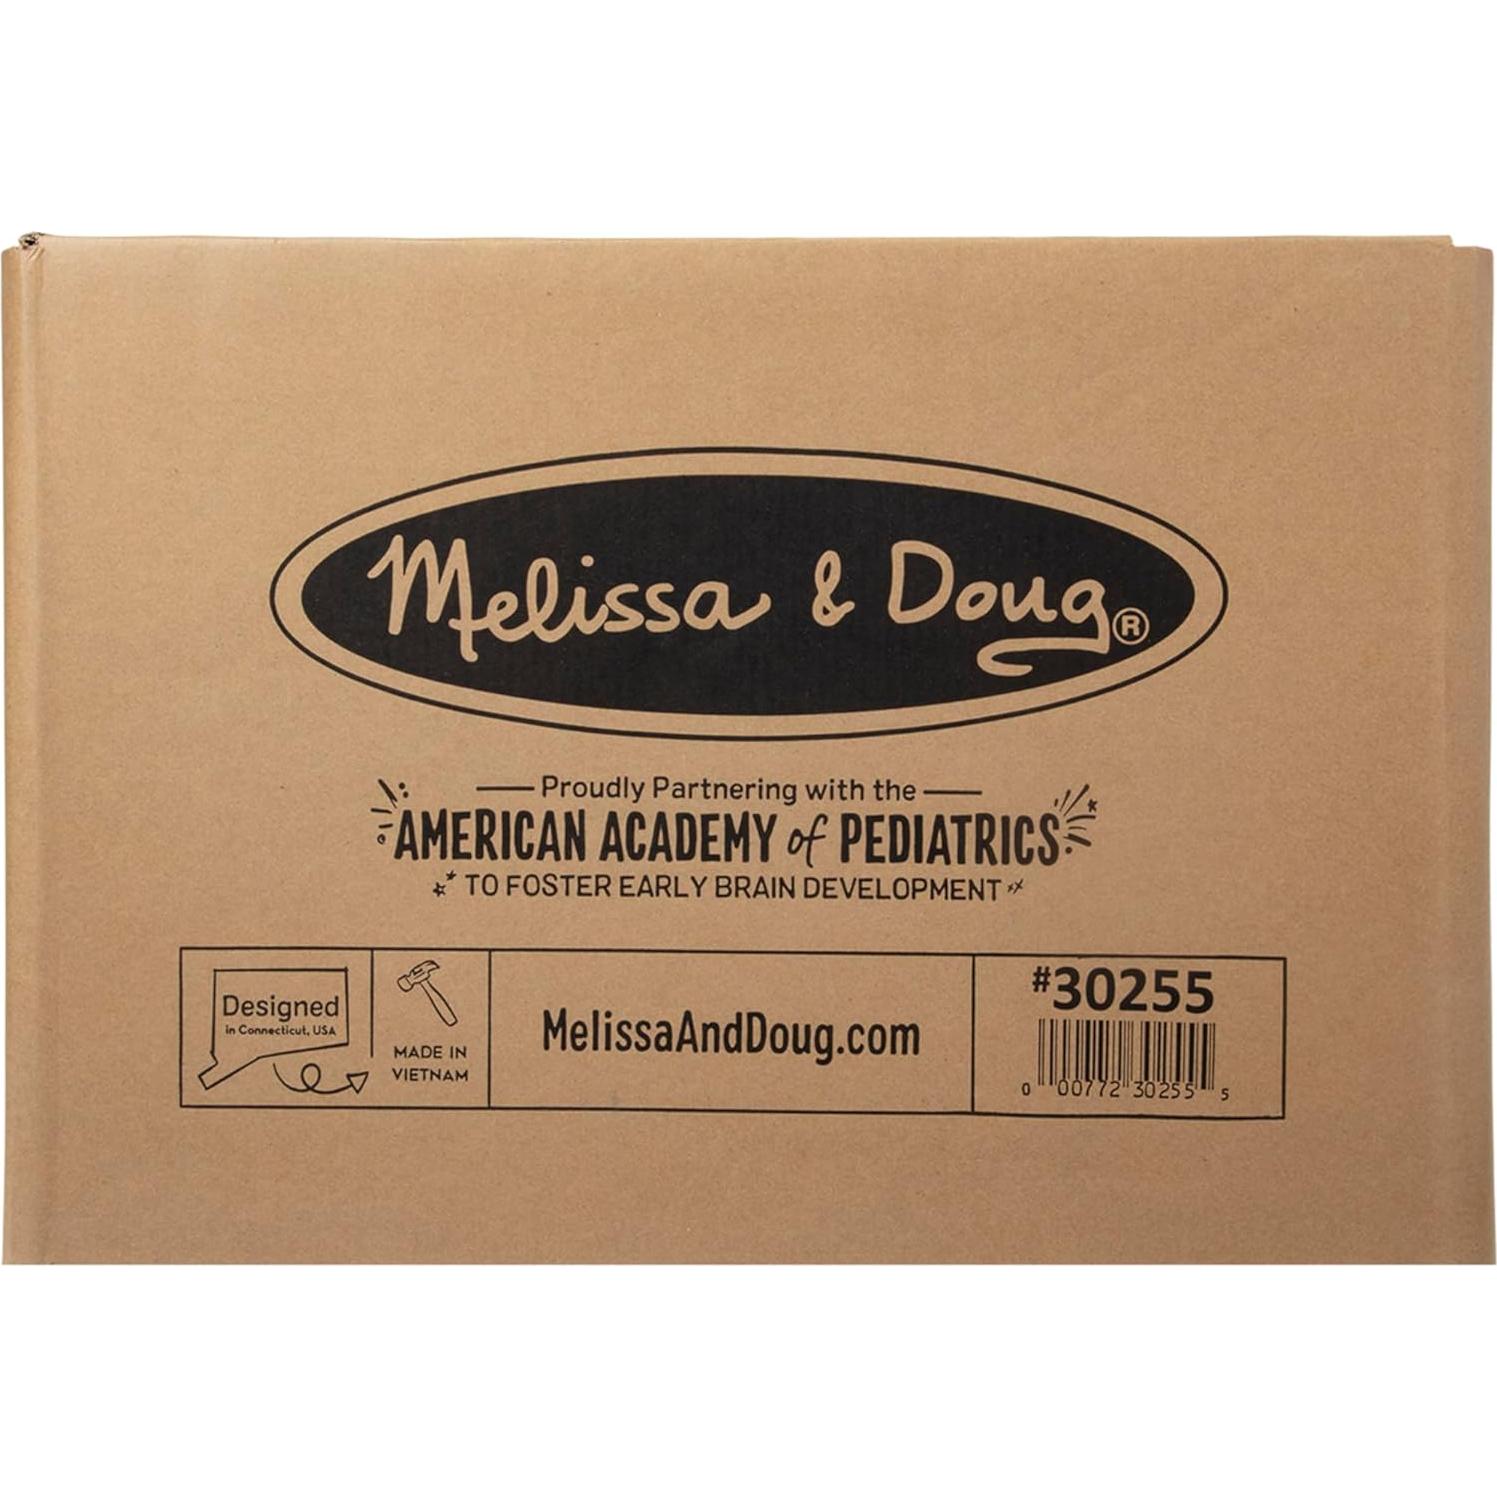 Melissa & Doug®
Proudly Partnering with the
AMERICAN ACADEMY of PEDIATRICS
TO FOSTER EARLY BRAIN DEVELOPMENT
Designed
in Connecticut, USA
MADE IN
VIETNAM
MelissaAndDoug.com
#30255
0 00772 30255 5